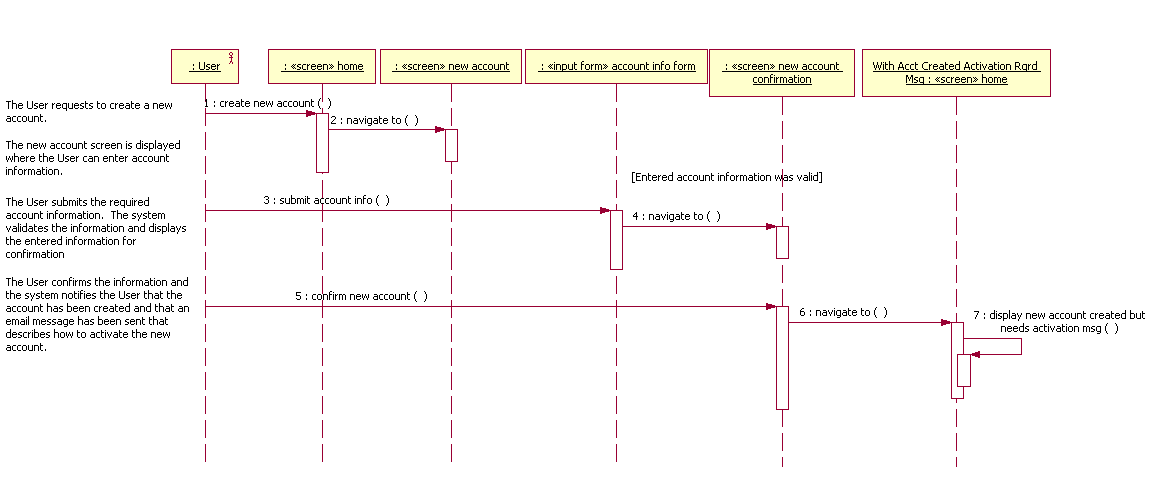 : User
: «screen» home
: «screen» new account
: «input form» account info form
: «screen» new account
confirmation
With Acct Created Activation Rqrd
Msg : «screen» home
The User requests to create a new
account.
1 : create new account ( )
2 : navigate to ( )
The new account screen is displayed
where the User can enter account
information.
[Entered account information was valid]
The User submits the required
account information. The system
validates the information and displays
the entered information for
confirmation
3 : submit account info ( )
4 : navigate to ( )
The User confirms the information and
the system notifies the User that the
account has been created and that an
email message has been sent that
describes how to activate the new
account.
5 : confirm new account ( )
6 : navigate to ( )
7 : display new account created but
needs activation msg ( )